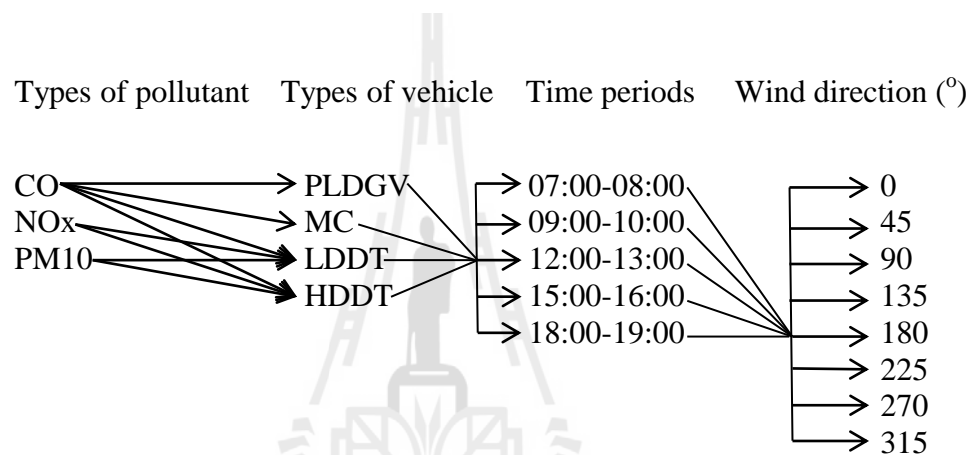 Types of pollutant Types of vehicle Time periods Wind direction (º)
CO PLDGV 07:00-08:00 0
NOx MC 09:00-10:00 45
PM10 LDDT 12:00-13:00 90
HDDT 15:00-16:00 135
18:00-19:00 180
225
270
315